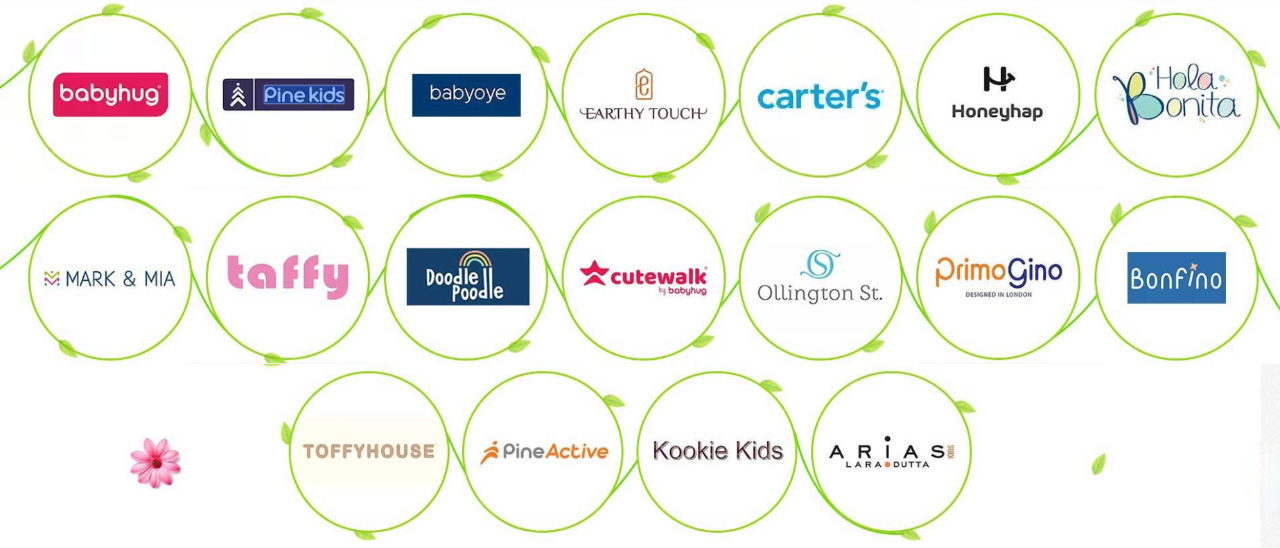 babyhug
Pine kids
babyoye
EARTHY TOUCH
carter's
Honeyhap
Hola
Bonita
MARK & MIA
taffy
Doodle
Poodle
cutewalk
by babyhug
Ollington St.
PrimoGino
DESIGNED IN LONDON
BONFINO
TOFFYHOUSE
PineActive
Kookie Kids
ARIAS
LARA DUTTA